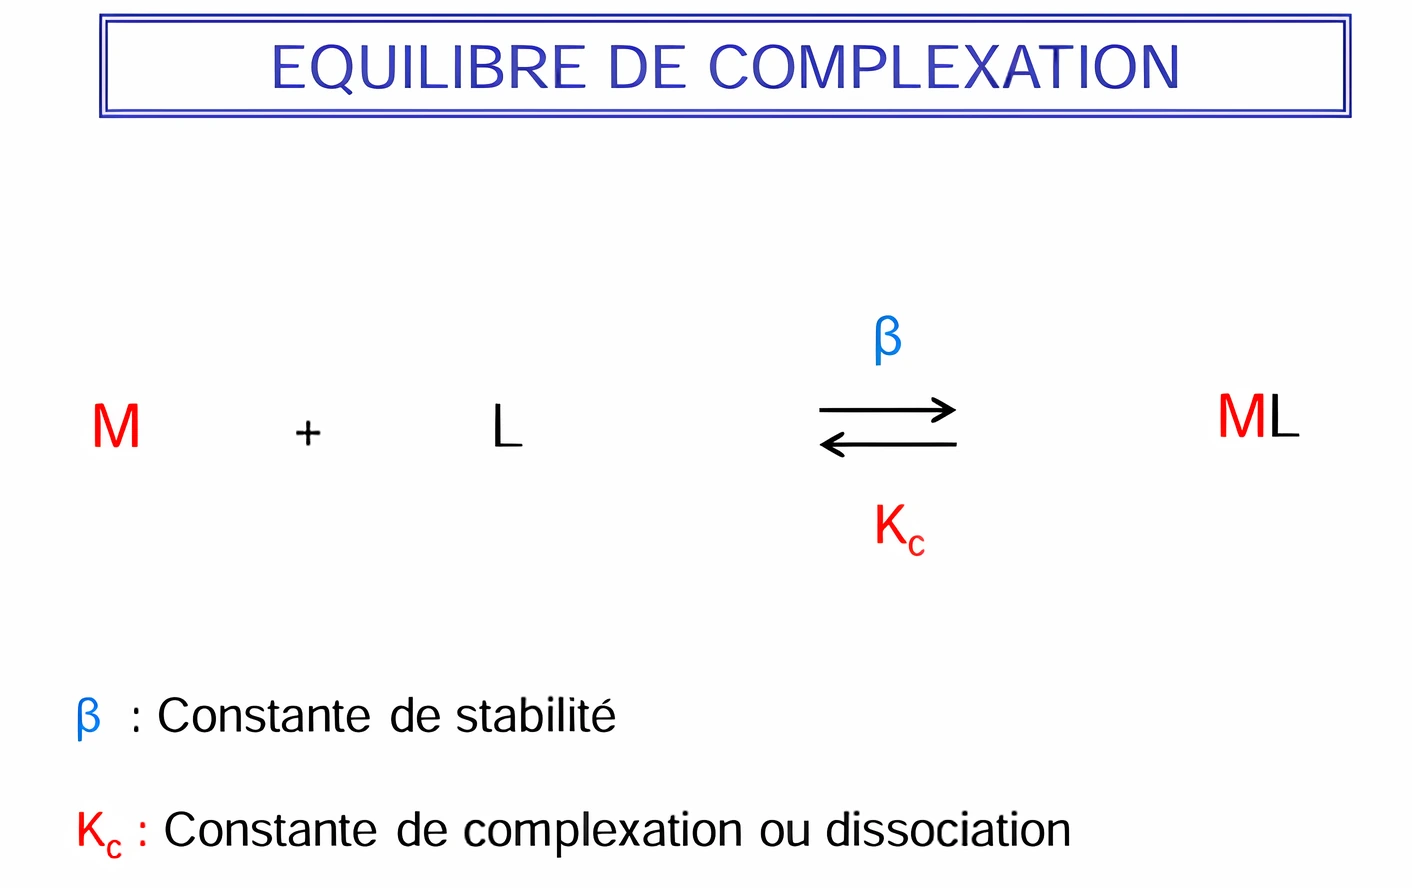 EQUILIBRE DE COMPLEXATION
β
M + L ⇄ ML
Kc
β : Constante de stabilité
Kc : Constante de complexation ou dissociation